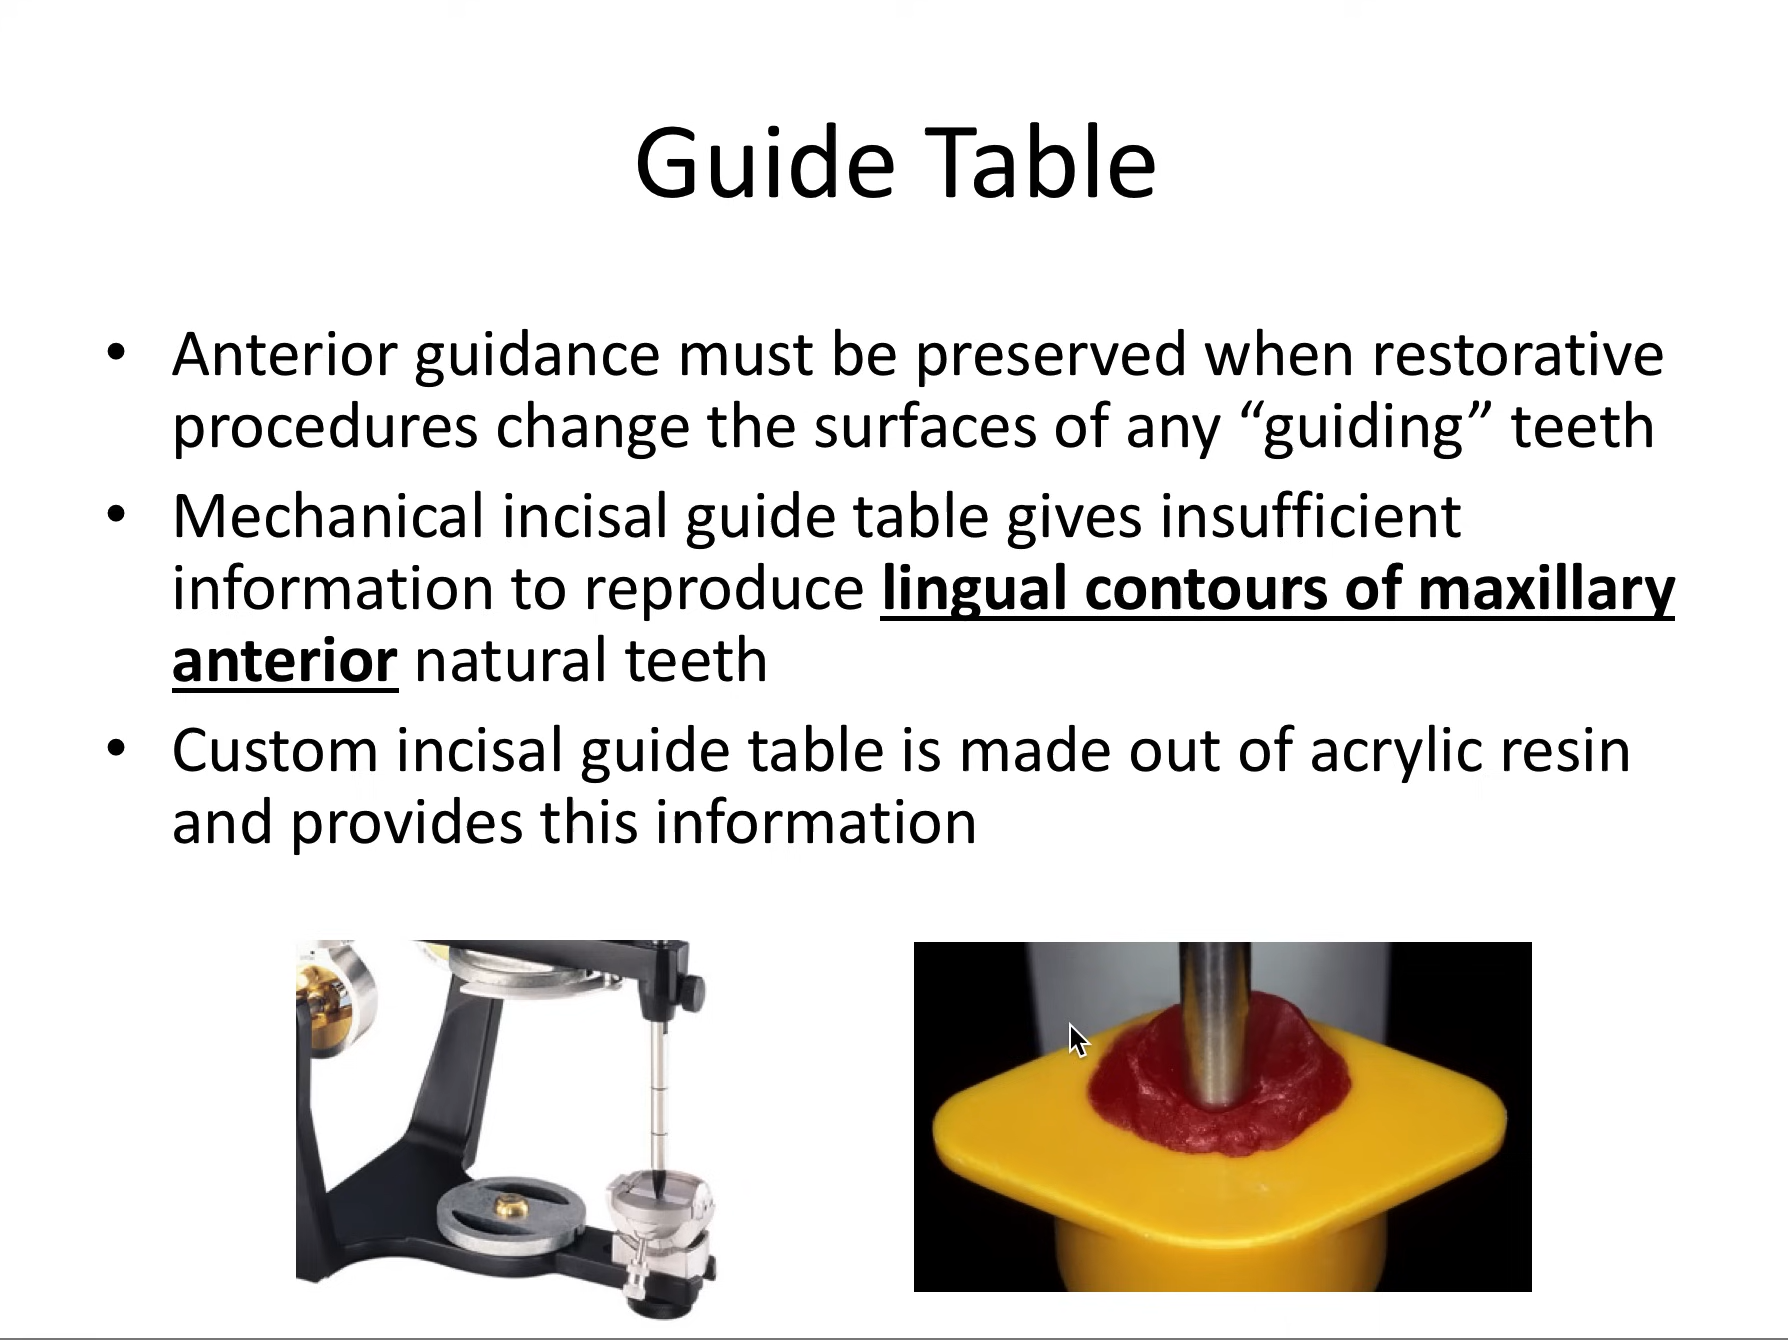 Guide Table
• Anterior guidance must be preserved when restorative
procedures change the surfaces of any “guiding” teeth
• Mechanical incisal guide table gives insufficient
information to reproduce lingual contours of maxillary
anterior natural teeth
• Custom incisal guide table is made out of acrylic resin
and provides this information